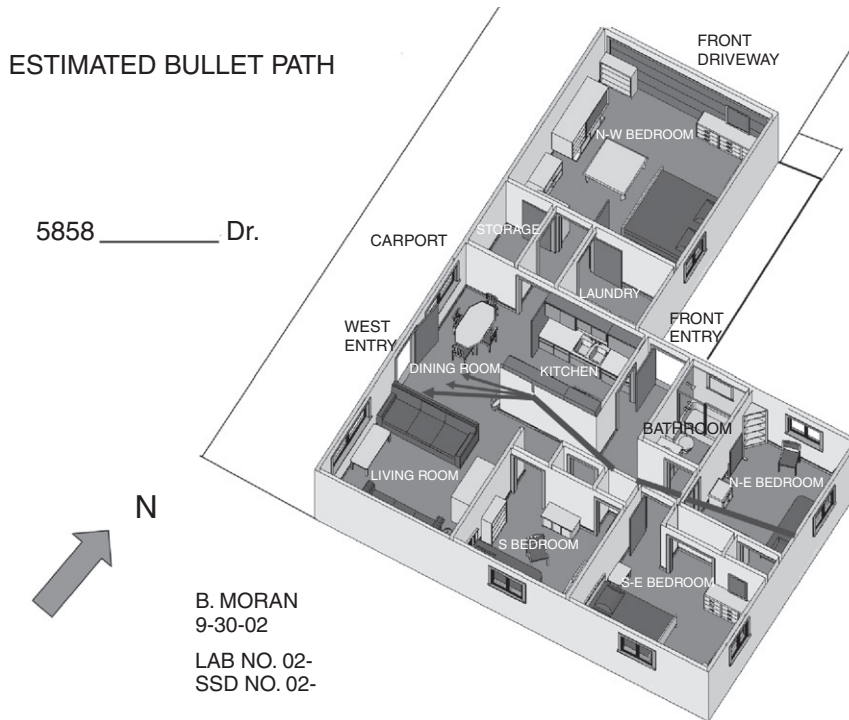 ESTIMATED BULLET PATH
FRONT
DRIVEWAY
N-W BEDROOM
5858 __________ Dr.
STORAGE
CARPORT
LAUNDRY
WEST
ENTRY
FRONT
ENTRY
DINING ROOM
KITCHEN
BATHROOM
LIVING ROOM
N-E BEDROOM
N
S BEDROOM
S-E BEDROOM
B. MORAN
9-30-02
LAB NO. 02-
SSD NO. 02-